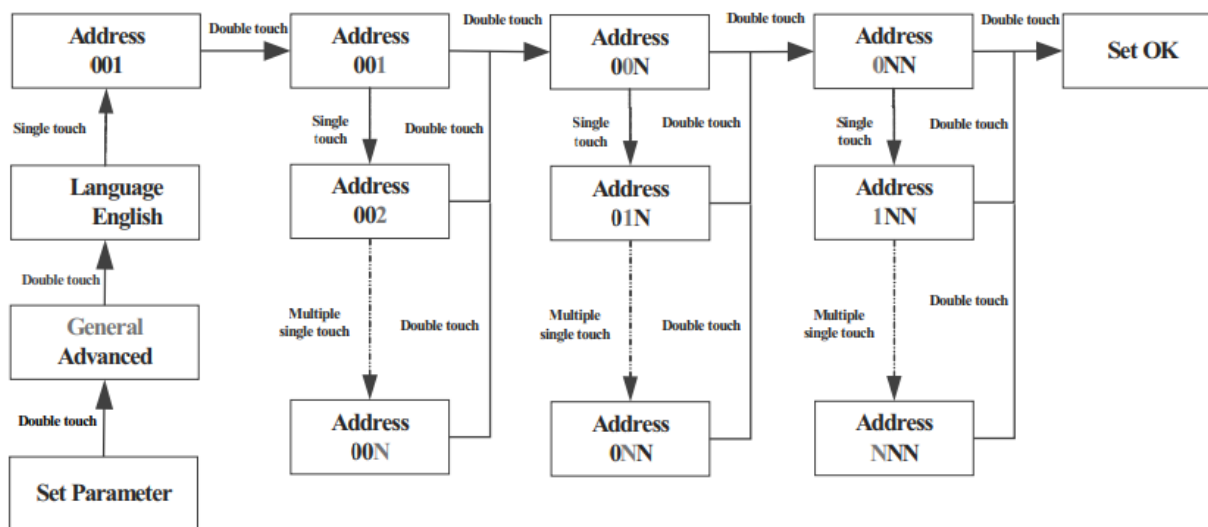 Address
001
Double touch
Address
001
Double touch
Address
00N
Double touch
Address
0NN
Double touch
Set OK
Single touch
Single
touch
Double touch
Single
touch
Double touch
Single
touch
Double touch
Language
English
Address
002
Address
01N
Address
1NN
Double touch
General
Advanced
Multiple
single touch
Double touch
Multiple
single touch
Double touch
Multiple
single touch
Double touch
Double touch
Address
00N
Address
0NN
Address
NNN
Set Parameter